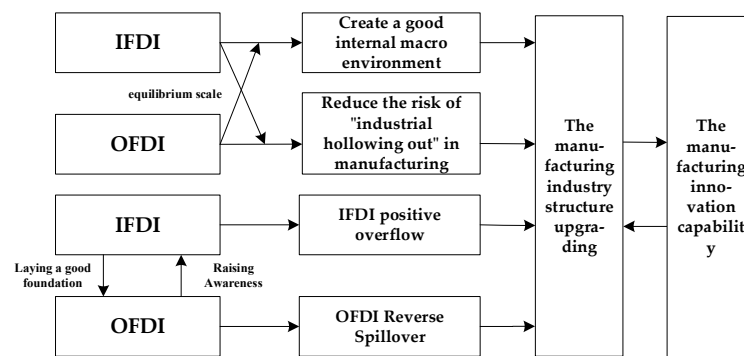 IFDI
Create a good
internal macro
environment
equilibrium scale
OFDI
Reduce the risk of
"industrial
hollowing out" in
manufacturing
IFDI
IFDI positive
overflow
Laying a good
foundation
Raising
Awareness
OFDI
OFDI Reverse
Spillover
The
manu-
facturing
industry
structure
upgra-
ding
The
manu-
facturing
inno-
vation
capabilit
y